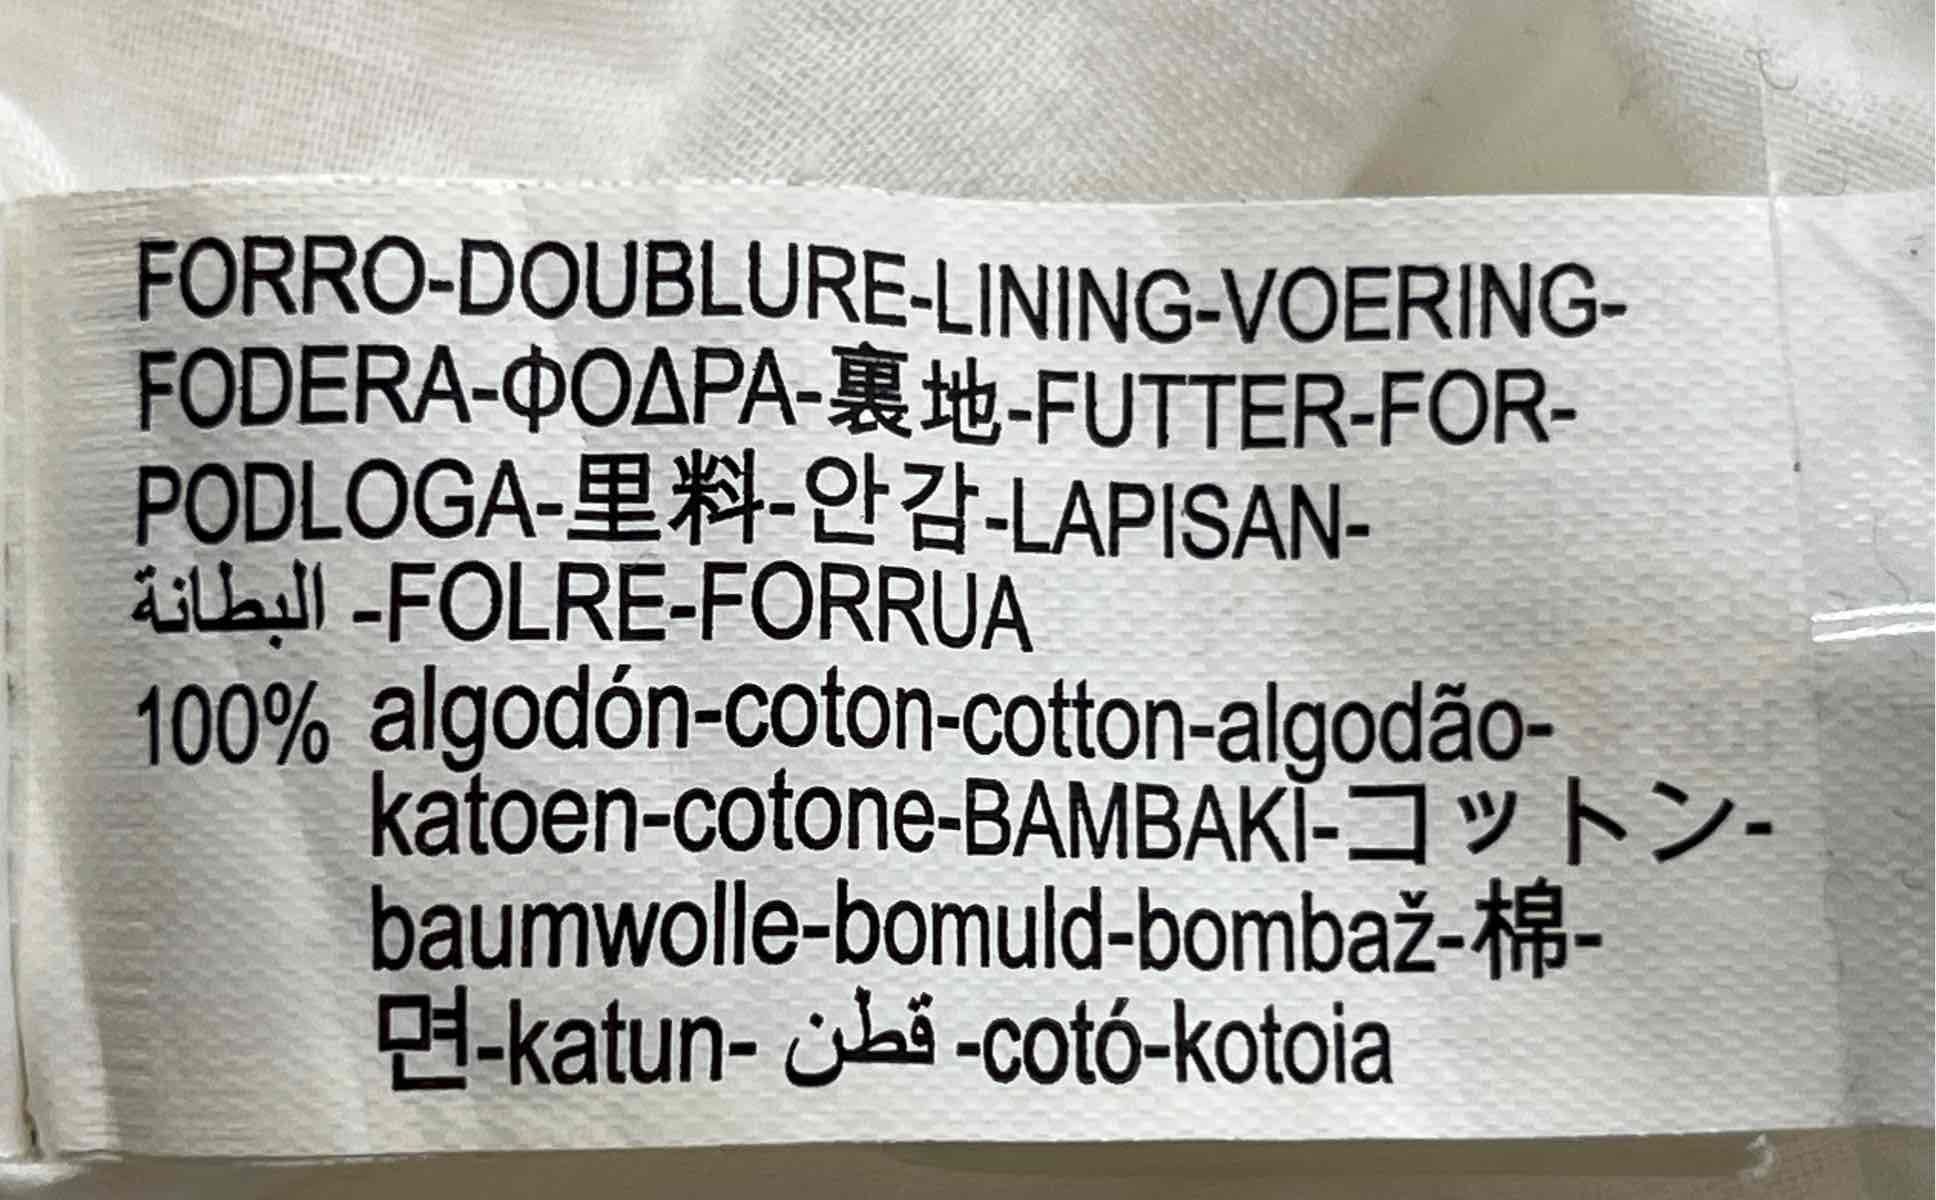 FORRO-DOUBLURE-LINING-VOERING-
FODERA-ΦΟΔΡΑ-裏地-FUTTER-FOR-
PODLOGA-里料-안감-LAPISAN-
البطانة -FOLRE-FORRUA
100% algodón-coton-cotton-algodão-
katoen-cotone-BAMBAKI-コットン-
baumwolle-bomuld-bombaž-棉-
면-katun- قطن -cotó-kotoia